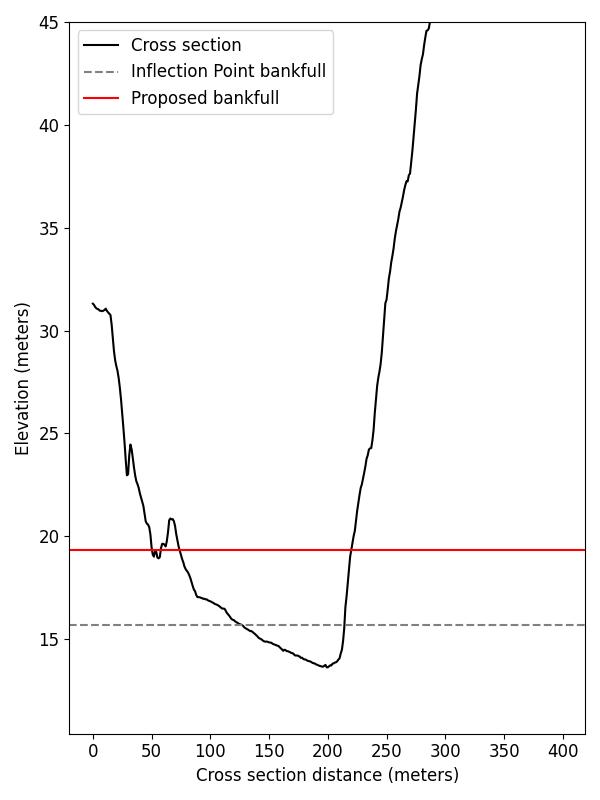 Cross section
Inflection Point bankfull
Proposed bankfull
45
40
35
30
25
20
15
Elevation (meters)
0 50 100 150 200 250 300 350 400
Cross section distance (meters)